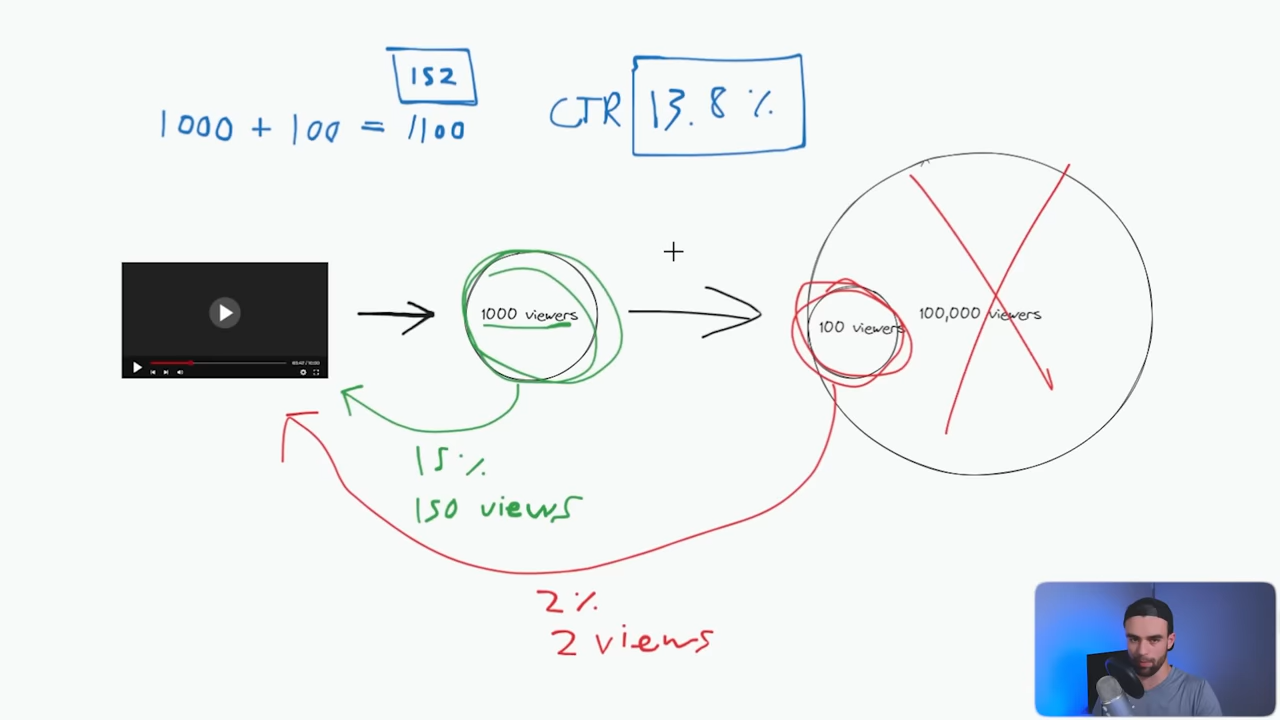 152
1000 + 100 = 1100
CTR 13.8%
1000 viewers
100 viewers
100,000 viewers
15%
150 views
2%
2 views